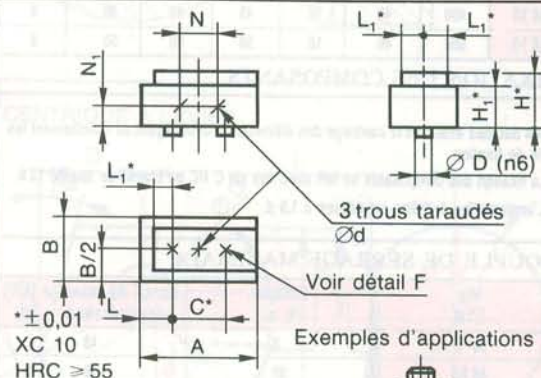 N
L₁*
L₁*
N₁
H₁*
H*
Ø D (n6)
L₁*
3 trous taraudés
Ød
B
B/2
Voir détail F
L
C*
A
*±0,01
XC 10
HRC ≥ 55
Exemples d'applications